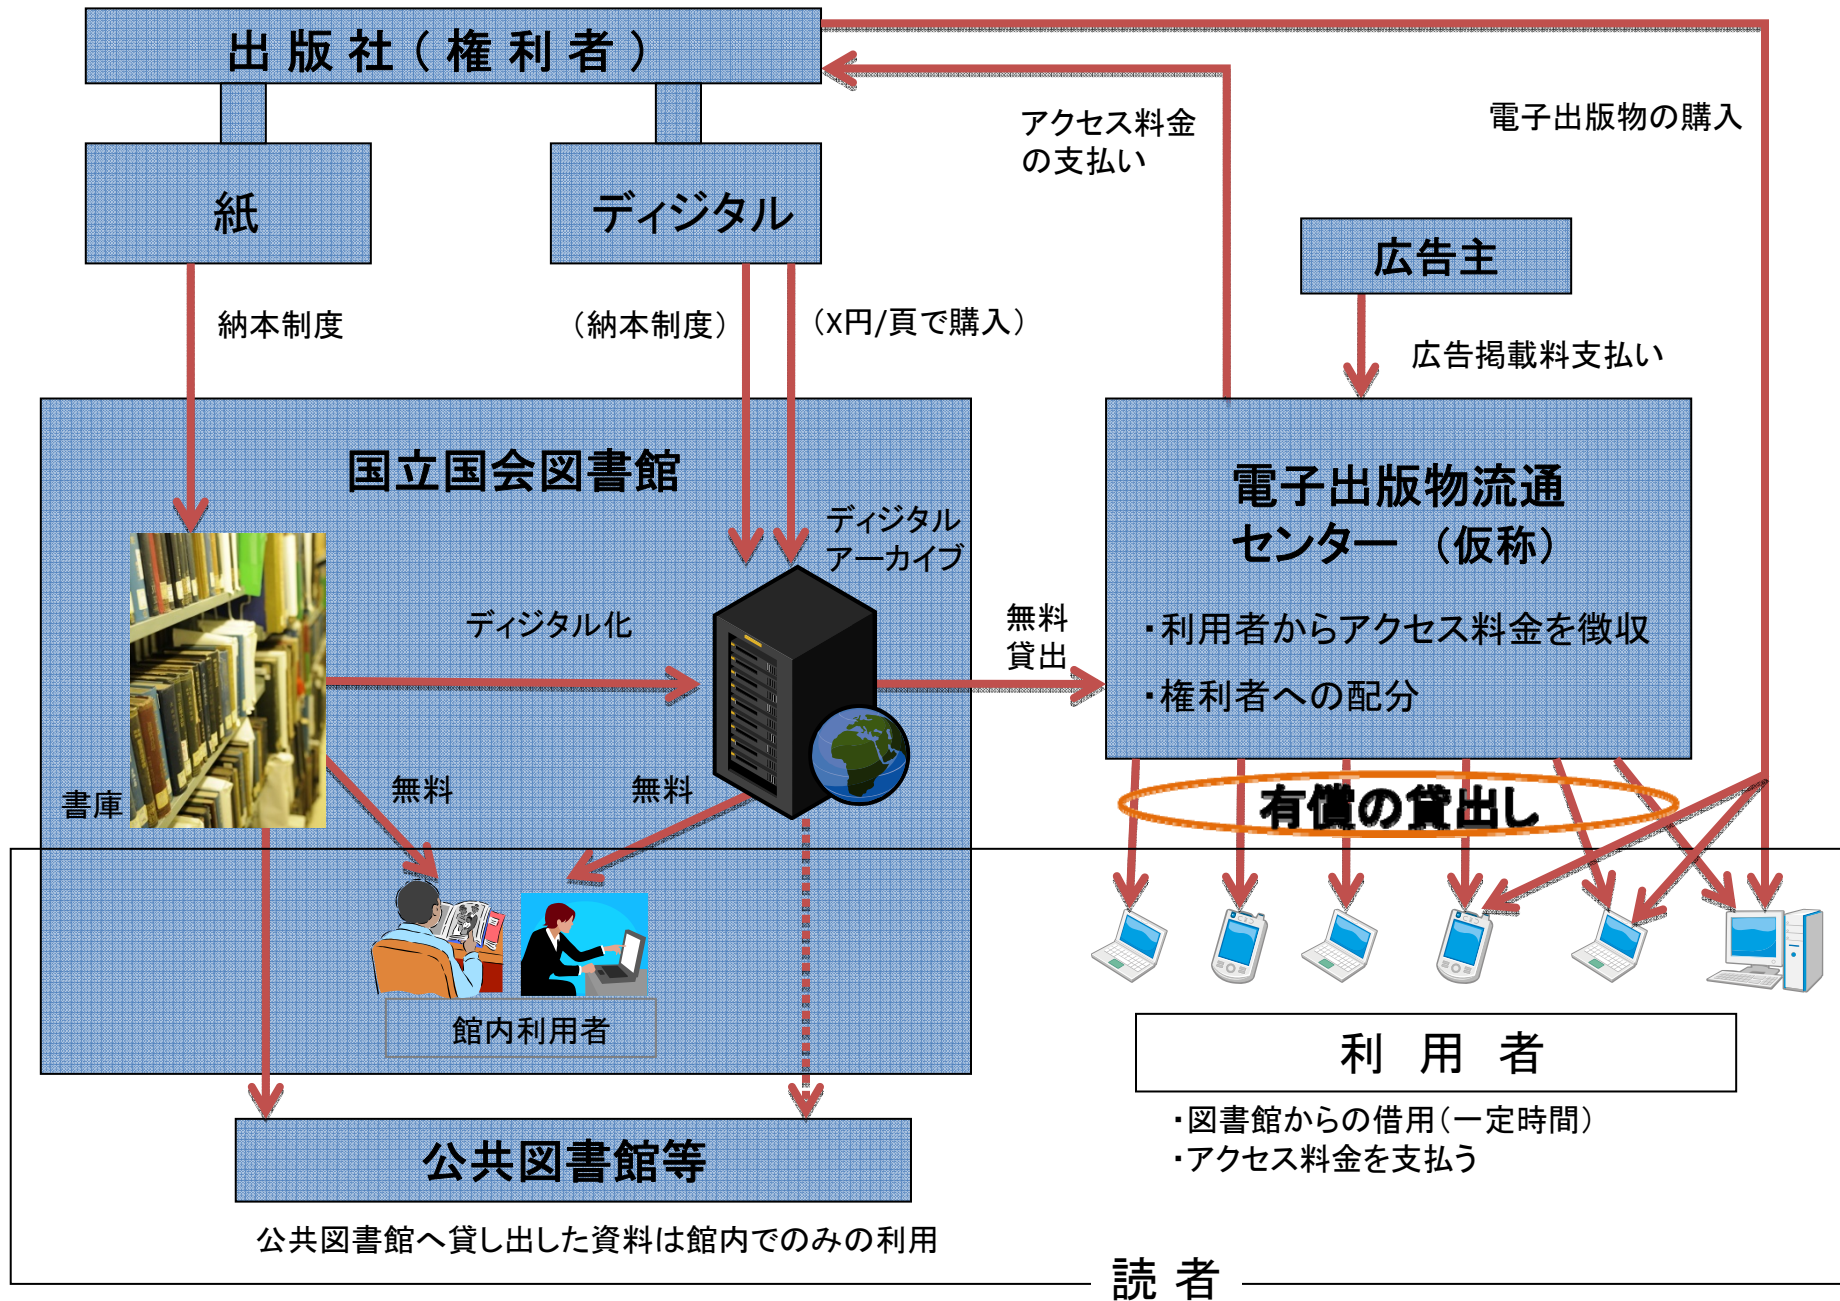 出版社(権利者)
アクセス料金
の支払い
電子出版物の購入
紙
ディジタル
広告主
納本制度
(納本制度)
(X円/頁で購入)
広告掲載料支払い
国立国会図書館
ディジタル
アーカイブ
電子出版物流通
センター (仮称)
・利用者からアクセス料金を徴収
・権利者への配分
ディジタル化
無料
貸出
書庫
無料
無料
有償の貸出し
館内利用者
利 用 者
・図書館からの借用(一定時間)
・アクセス料金を支払う
公共図書館等
公共図書館へ貸し出した資料は館内でのみの利用
読 者